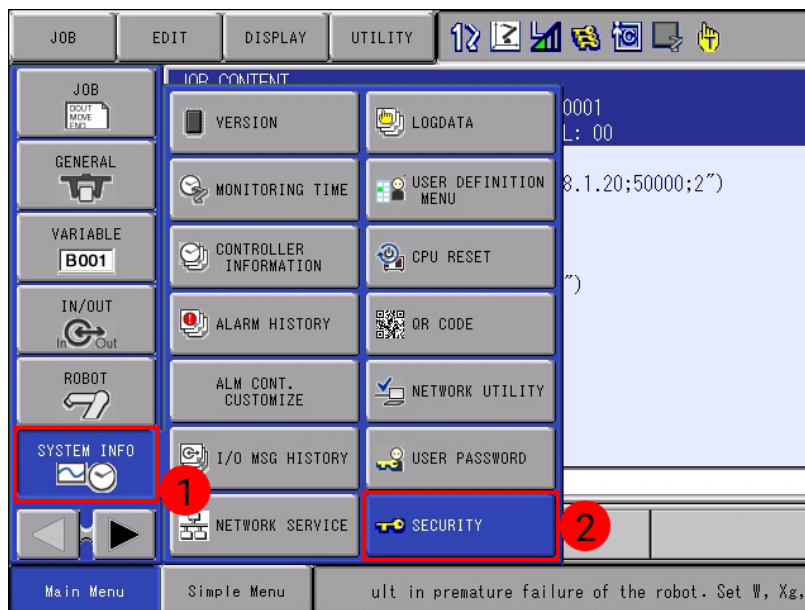 JOB
EDIT
DISPLAY
UTILITY
JOB
DOUT
MOVE
END
GENERAL
VARIABLE
B001
IN/OUT
In
Out
ROBOT
SYSTEM INFO
1
JOB CONTENT
0001
L: 00
8.1.20;50000;2")
")
VERSION
LOGDATA
MONITORING TIME
USER DEFINITION
MENU
CONTROLLER
INFORMATION
CPU RESET
ALARM HISTORY
QR CODE
ALM CONT.
CUSTOMIZE
NETWORK UTILITY
I/O MSG HISTORY
USER PASSWORD
NETWORK SERVICE
SECURITY
2
Main Menu
Simple Menu
ult in premature failure of the robot. Set W, Xg,